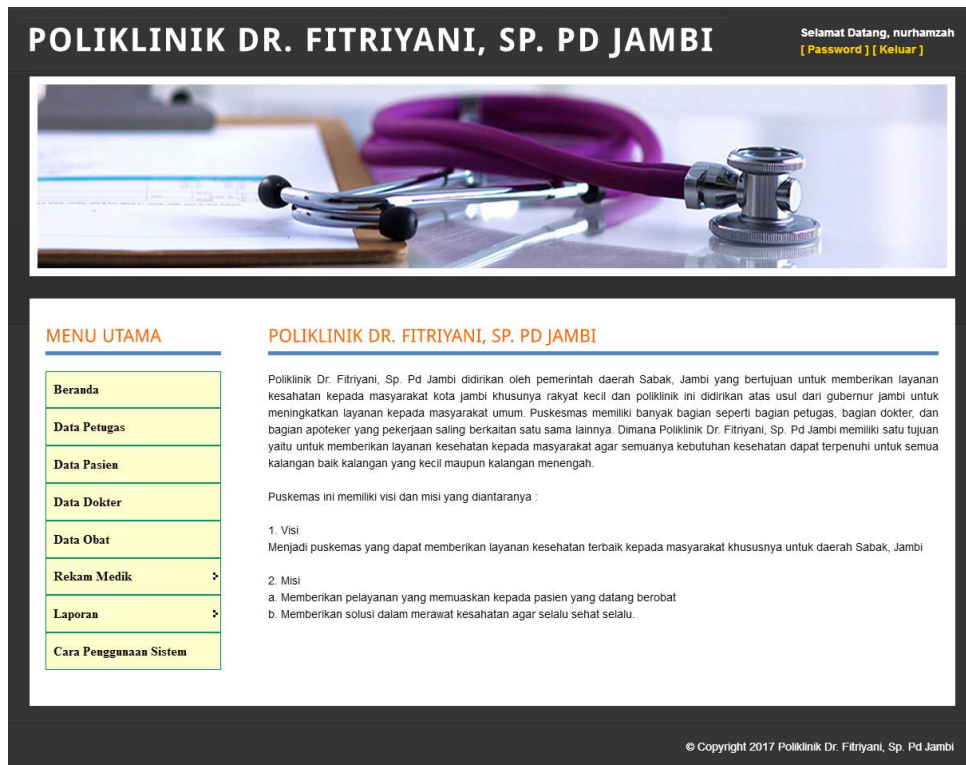 POLIKLINIK DR. FITRIYANI, SP. PD JAMBI
Selamat Datang, nurhamzah
[ Password ] [ Keluar ]
MENU UTAMA
Beranda
Data Petugas
Data Pasien
Data Dokter
Data Obat
Rekam Medik
Laporan
Cara Penggunaan Sistem
POLIKLINIK DR. FITRIYANI, SP. PD JAMBI
Poliklinik Dr. Fitriyani, Sp. Pd Jambi didirikan oleh pemerintah daerah Sabak, Jambi yang bertujuan untuk memberikan layanan
kesahatan kepada masyarakat kota jambi khusunya rakyat kecil dan poliklinik ini didirikan atas usul dari gubernur jambi untuk
meningkatkan layanan kepada masyarakat umum. Puskesmas memiliki banyak bagian seperti bagian petugas, bagian dokter, dan
bagian apoteker yang pekerjaan saling berkaitan satu sama lainnya. Dimana Poliklinik Dr. Fitriyani, Sp. Pd Jambi memiliki satu tujuan
yaitu untuk memberikan layanan kesehatan kepada masyarakat agar semuanya kebutuhan kesehatan dapat terpenuhi untuk semua
kalangan baik kalangan yang kecil maupun kalangan menengah.
Puskemas ini memiliki visi dan misi yang diantaranya :
1. Visi
Menjadi puskemas yang dapat memberikan layanan kesehatan terbaik kepada masyarakat khususnya untuk daerah Sabak, Jambi
2. Misi
a. Memberikan pelayanan yang memuaskan kepada pasien yang datang berobat
b. Memberikan solusi dalam merawat kesahatan agar selalu sehat selalu.
© Copyright 2017 Poliklinik Dr. Fitriyani, Sp. Pd Jambi